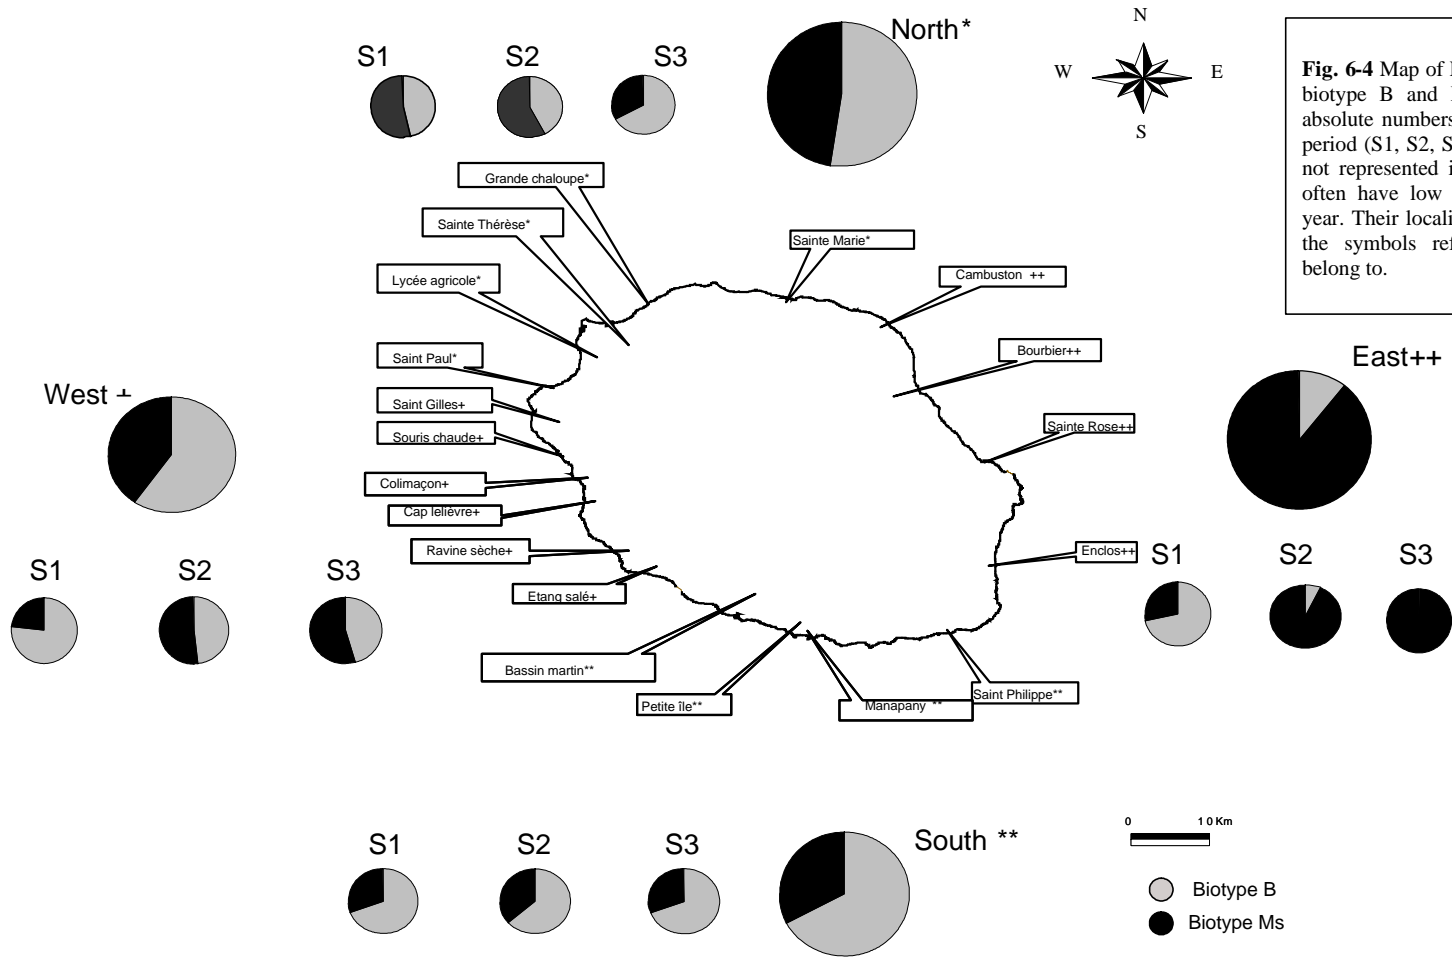 North*
S1 S2 S3
N
W E
S
Fig. 6-4 Map of
biotype B and
absolute numbers
period (S1, S2, S
not represented i
often have low
year. Their locali
the symbols ref
belong to.
Grande chaloupe*
Sainte Thérèse*
Sainte Marie*
Lycée agricole*
Cambuston ++
Saint Paul*
Bourbier++
East++
West +
Saint Gilles+
Souris chaude+
Sainte Rose++
Colimaçon+
Cap lelièvre+
Ravine sèche+
Enclos++
S1 S2 S3
S1 S2 S3
Etang salé+
Bassin martin**
Petite île**
Manapany **
Saint Philippe**
S1 S2 S3
South **
0 10 Km
Biotype B
Biotype Ms